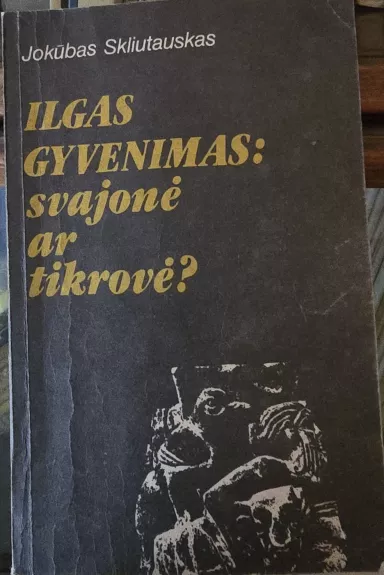 Jokūbas Skliutauskas
ILGAS
GYVENIMAS:
svajonė
ar
tikrovė?